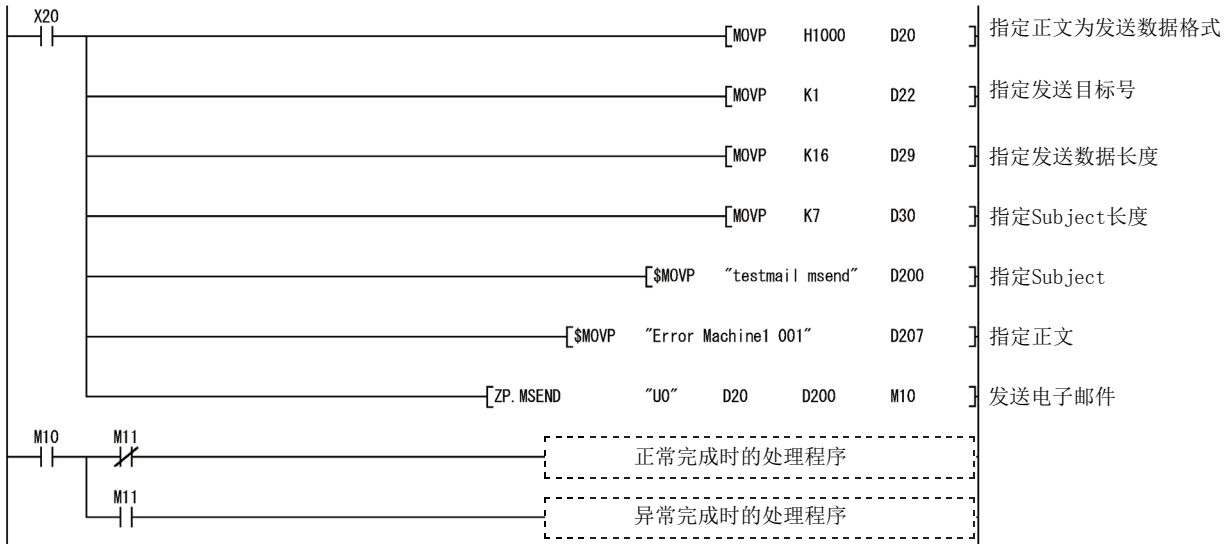 X20
[MOVP H1000 D20 ] 指定正文为发送数据格式
[MOVP K1 D22 ] 指定发送目标号
[MOVP K16 D29 ] 指定发送数据长度
[MOVP K7 D30 ] 指定Subject长度
[$MOVP "testmail msend" D200 ] 指定Subject
[$MOVP "Error Machine1 001" D207 ] 指定正文
[ZP.MSEND "U0" D20 D200 M10 ] 发送电子邮件
M10 M11
正常完成时的处理程序
M11
异常完成时的处理程序